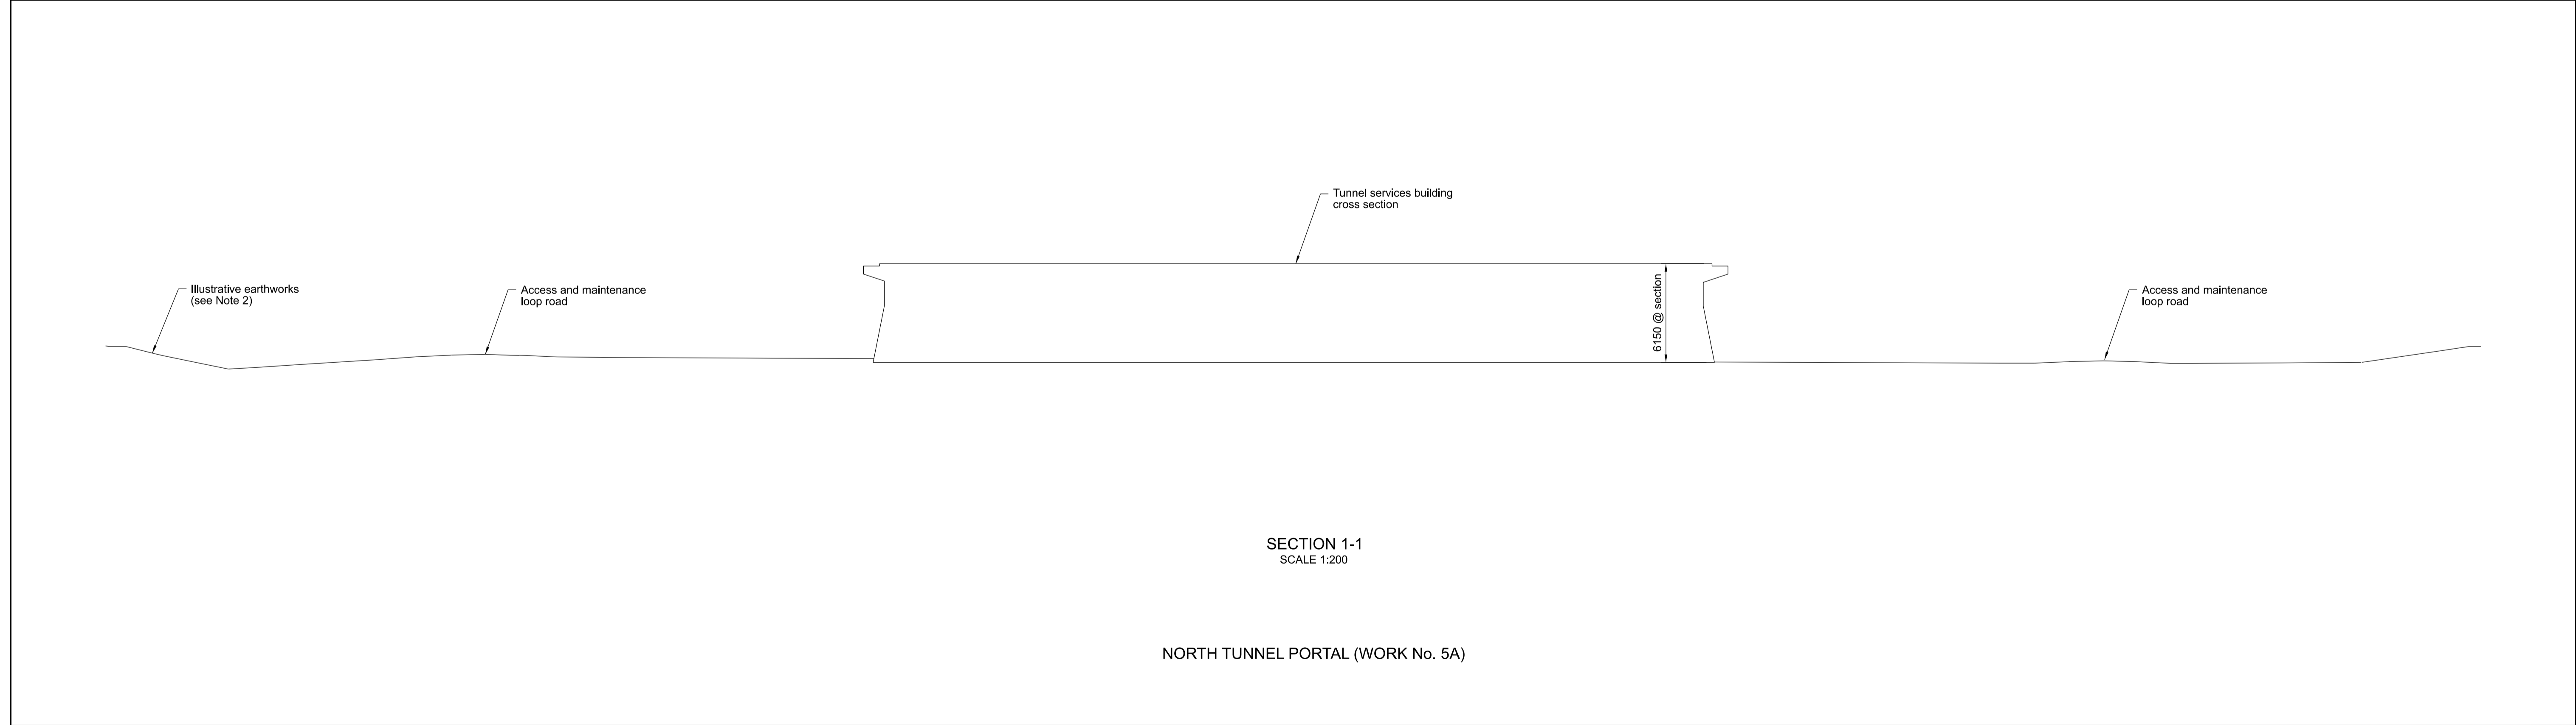 Tunnel services building
cross section
Illustrative earthworks
(see Note 2)
Access and maintenance
loop road
6150 @ section
Access and maintenance
loop road
SECTION 1-1
SCALE 1:200
NORTH TUNNEL PORTAL (WORK No. 5A)